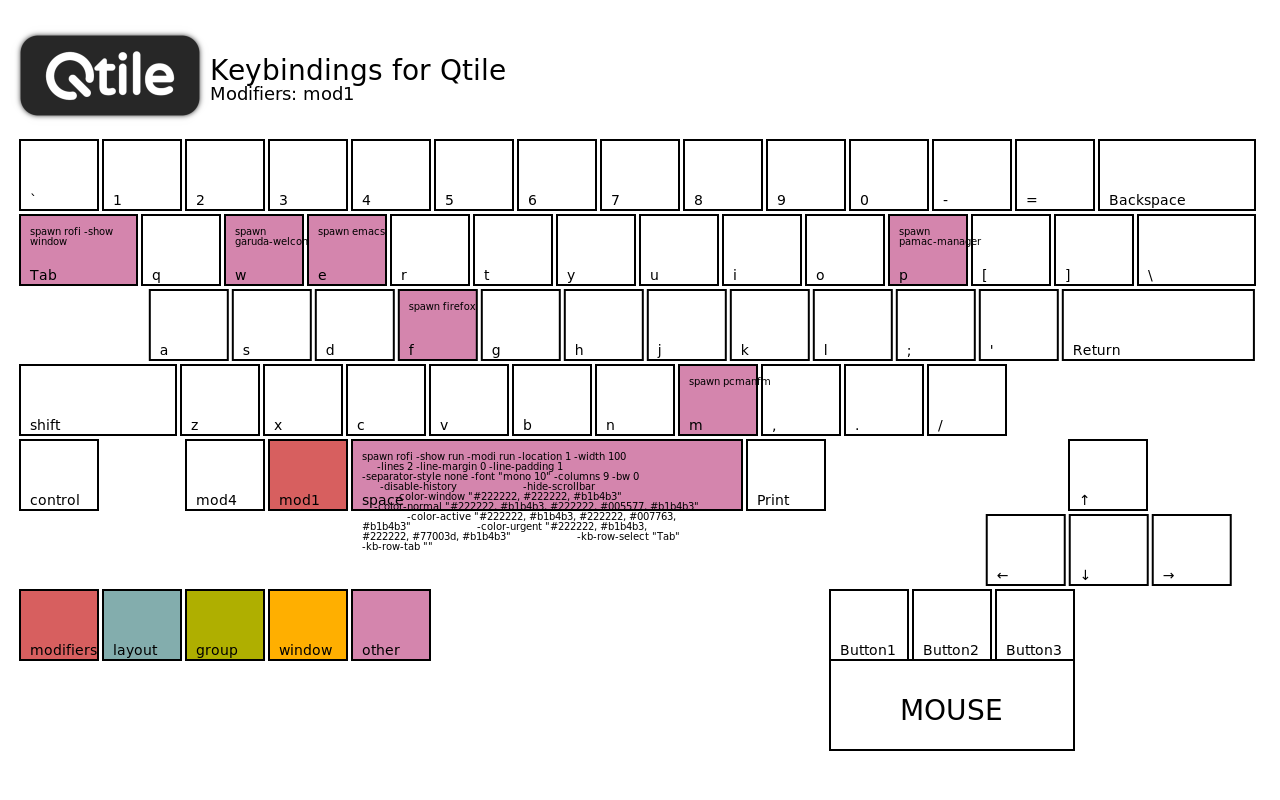 Qtile
Keybindings for Qtile
Modifiers: mod1
` 1 2 3 4 5 6 7 8 9 0 - = Backspace
spawn rofi -show
window
Tab
q
spawn
garuda-welcom
w
spawn emacs
e
r t y u i o
spawn
pamac-manager
p
[ ] \
a s d
spawn firefox
f
g h j k l ; ' Return
shift z x c v b n
spawn pcmanfm
m
, . /
control mod4 mod1
spawn rofi -show run -modi run -location 1 -width 100
-lines 2 -line-margin 0 -line-padding 1
-separator-style none -font "mono 10" -columns 9 -bw 0
-disable-history -hide-scrollbar
-color-window "#222222, #222222, #b1b4b3"
-color-normal "#222222, #b1b4b3, #222222, #005577, #b1b4b3"
-color-active "#222222, #b1b4b3, #222222, #007763,
#b1b4b3" -color-urgent "#222222, #b1b4b3,
#222222, #77003d, #b1b4b3" -kb-row-select "Tab"
-kb-row-tab ""
space
Print ↑
← ↓ →
modifiers layout group window other
Button1 Button2 Button3
MOUSE